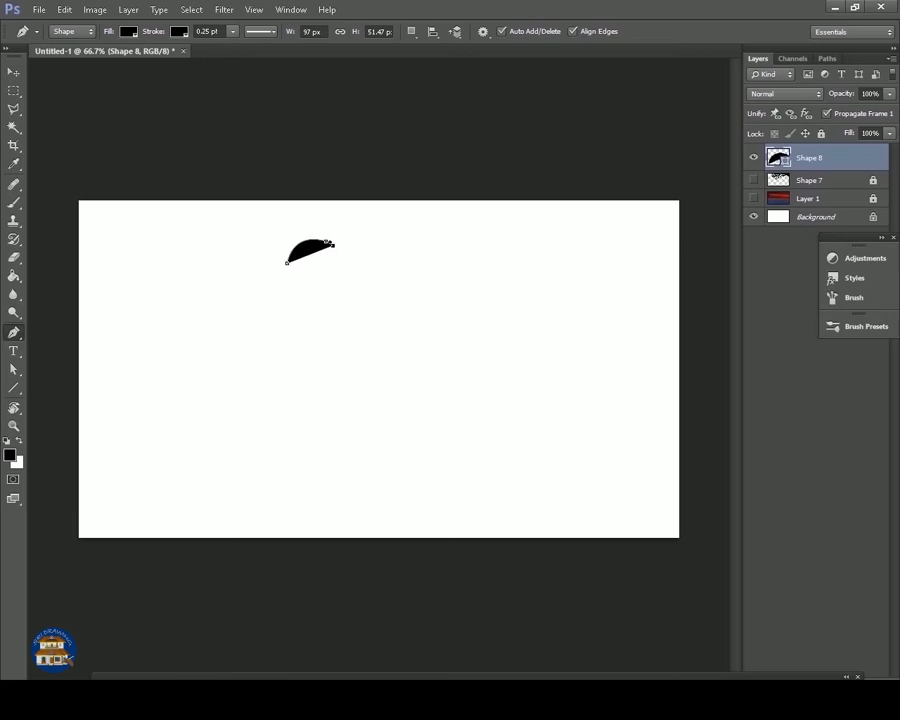 Ps File Edit Image Layer Type Select Filter View Window Help
Shape Fill: Stroke: 0.25 pt W: 97 px H: 51.47 p: Auto Add/Delete Align Edges Essentials
Untitled-1 @ 66.7% (Shape 8, RGB/8) * ×
Layers Channels Paths
Kind T
Normal Opacity: 100%
Unify: Propagate Frame 1
Lock: Fill: 100%
Shape 8
Shape 7
Layer 1
Background
Adjustments
Styles
Brush
Brush Presets
T